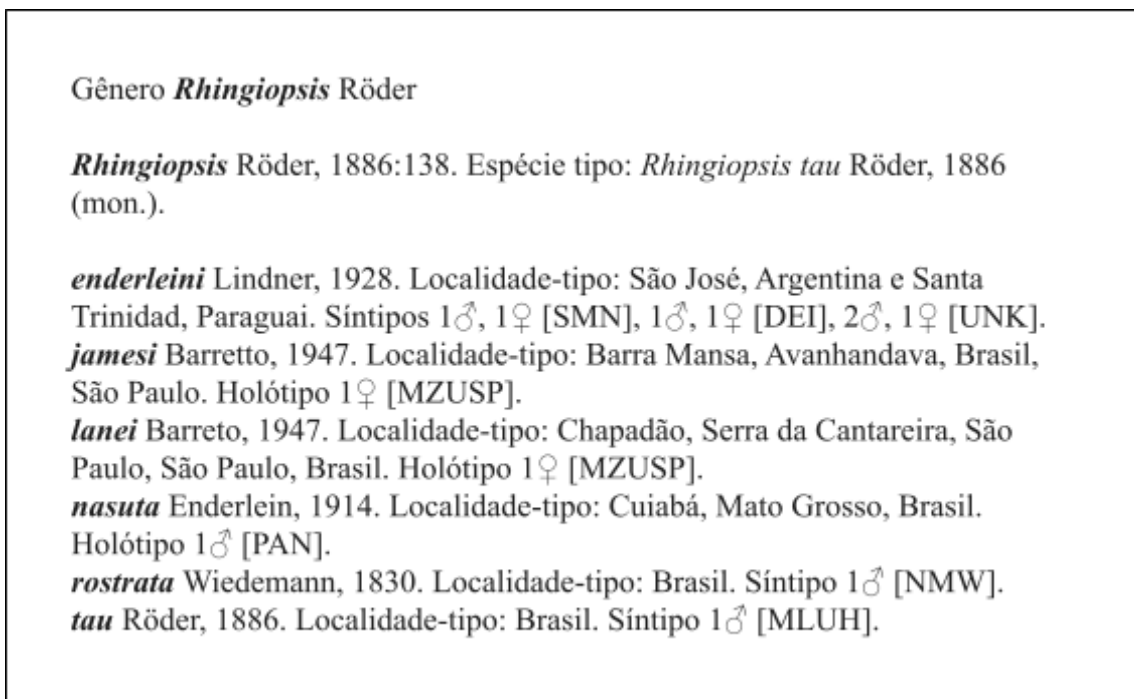 Gênero Rhingiopsis Röder
Rhingiopsis Röder, 1886:138. Espécie tipo: Rhingiopsis tau Röder, 1886
(mon.).
enderleini Lindner, 1928. Localidade-tipo: São José, Argentina e Santa
Trinidad, Paraguai. Síntipos 1♂, 1♀ [SMN], 1♂, 1♀ [DEI], 2♂, 1♀ [UNK].
jamesi Barretto, 1947. Localidade-tipo: Barra Mansa, Avanhandava, Brasil,
São Paulo. Holótipo 1♀ [MZUSP].
lanei Barreto, 1947. Localidade-tipo: Chapadão, Serra da Cantareira, São
Paulo, São Paulo, Brasil. Holótipo 1♀ [MZUSP].
nasuta Enderlein, 1914. Localidade-tipo: Cuiabá, Mato Grosso, Brasil.
Holótipo 1♂ [PAN].
rostrata Wiedemann, 1830. Localidade-tipo: Brasil. Síntipo 1♂ [NMW].
tau Röder, 1886. Localidade-tipo: Brasil. Síntipo 1♂ [MLUH].